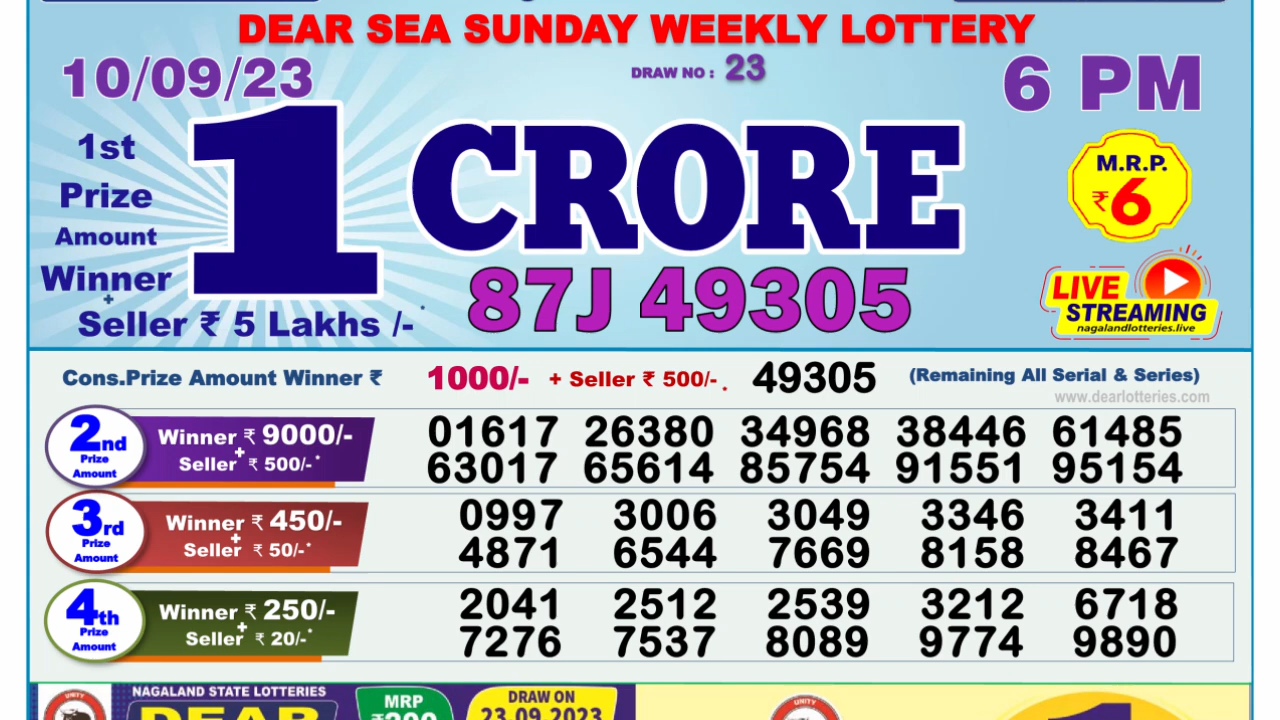 DEAR SEA SUNDAY WEEKLY LOTTERY
10/09/23 DRAW NO : 23 6 PM
1st
Prize
Amount
Winner
+
Seller ₹ 5 Lakhs /- *
1 CRORE
87J 49305
M.R.P.
₹6
LIVE
STREAMING
nagalandlotteries.live
Cons.Prize Amount Winner ₹ 1000/- + Seller ₹ 500/- . 49305 (Remaining All Serial & Series)
www.dearlotteries.com
2nd
Prize
Amount
Winner ₹ 9000/-
+
Seller ₹ 500/-*
01617 26380 34968 38446 61485
63017 65614 85754 91551 95154
3rd
Prize
Amount
Winner ₹ 450/-
+
Seller ₹ 50/-*
0997 3006 3049 3346 3411
4871 6544 7669 8158 8467
4th
Prize
Amount
Winner ₹ 250/-
+
Seller ₹ 20/-*
2041 2512 2539 3212 6718
7276 7537 8089 9774 9890
UNITY
NAGALAND STATE LOTTERIES
DEAR
MRP
DRAW ON
23.09.2023
UNITY